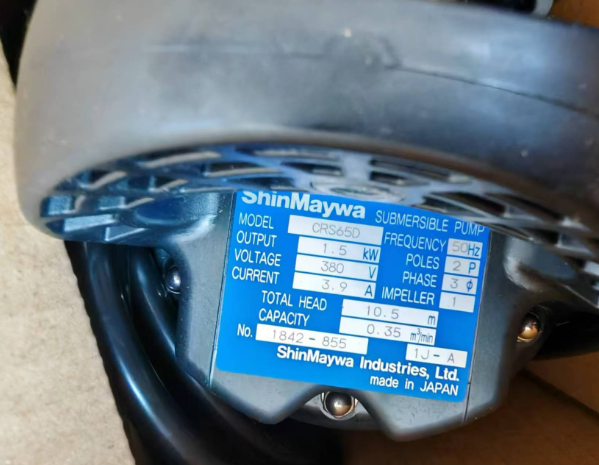 ShinMaywa SUBMERSIBLE PUMP
MODEL CRS65D FREQUENCY 50Hz
OUTPUT 1.5 kW POLES 2 P
VOLTAGE 380 V PHASE 3 Φ
CURRENT 3.9 A IMPELLER 1
TOTAL HEAD 10.5 m
CAPACITY 0.35 m³/min
No. 1842-855 1J-A
ShinMaywa Industries, Ltd.
made in JAPAN